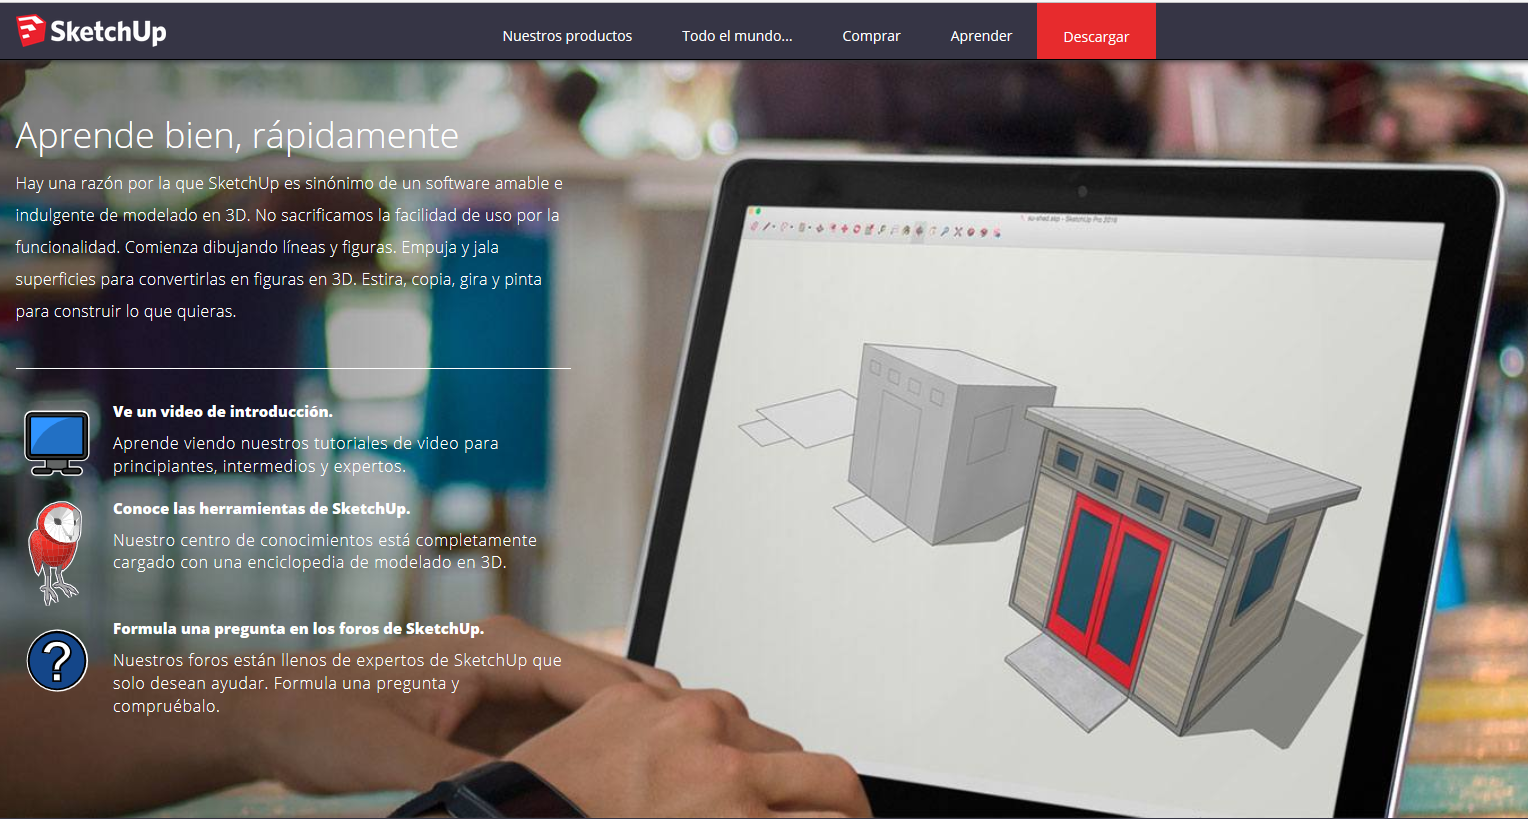 SketchUp
Nuestros productos
Todo el mundo...
Comprar
Aprender
Descargar
Aprende bien, rápidamente
Hay una razón por la que SketchUp es sinónimo de un software amable e
indulgente de modelado en 3D. No sacrificamos la facilidad de uso por la
funcionalidad. Comienza dibujando líneas y figuras. Empuja y jala
superficies para convertirlas en figuras en 3D. Estira, copia, gira y pinta
para construir lo que quieras.
su-shed.skp - SketchUp Pro 2018
Ve un video de introducción.
Aprende viendo nuestros tutoriales de video para
principiantes, intermedios y expertos.
Conoce las herramientas de SketchUp.
Nuestro centro de conocimientos está completamente
cargado con una enciclopedia de modelado en 3D.
?
Formula una pregunta en los foros de SketchUp.
Nuestros foros están llenos de expertos de SketchUp que
solo desean ayudar. Formula una pregunta y
compruébalo.